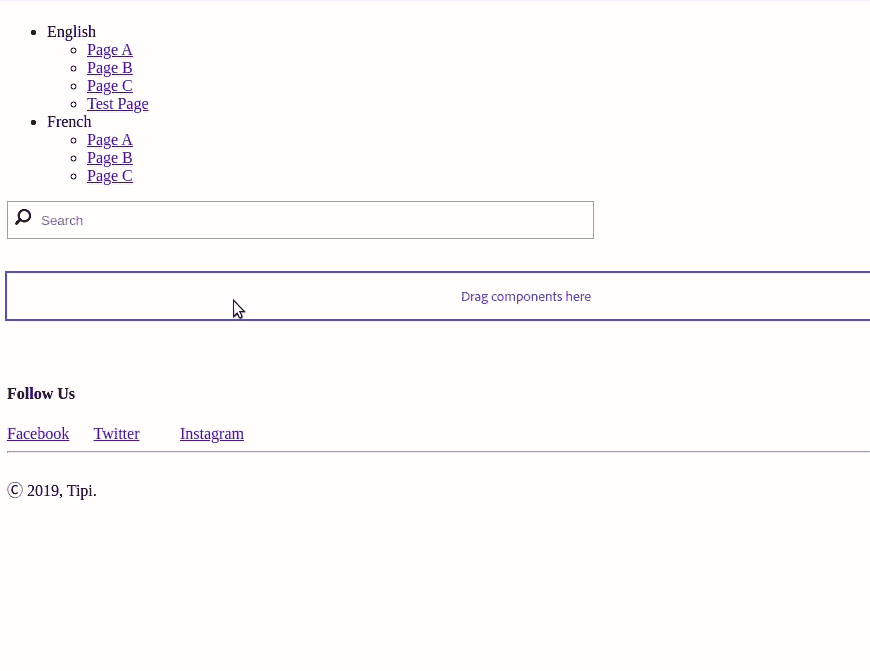 English
Page A
Page B
Page C
Test Page
French
Page A
Page B
Page C
Search
Drag components here
Follow Us
Facebook Twitter Instagram
Ⓒ 2019, Tipi.